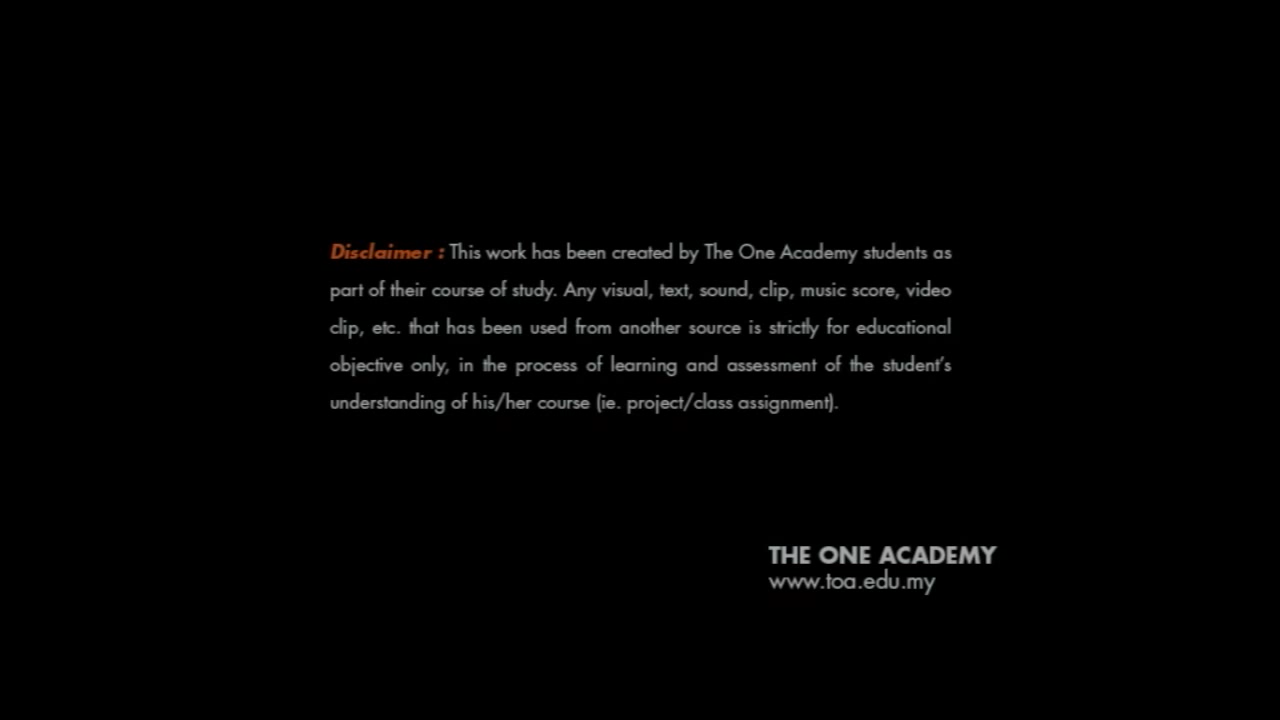 Disclaimer : This work has been created by The One Academy students as
part of their course of study. Any visual, text, sound, clip, music score, video
clip, etc. that has been used from another source is strictly for educational
objective only, in the process of learning and assessment of the student's
understanding of his/her course (ie. project/class assignment).
THE ONE ACADEMY
www.toa.edu.my